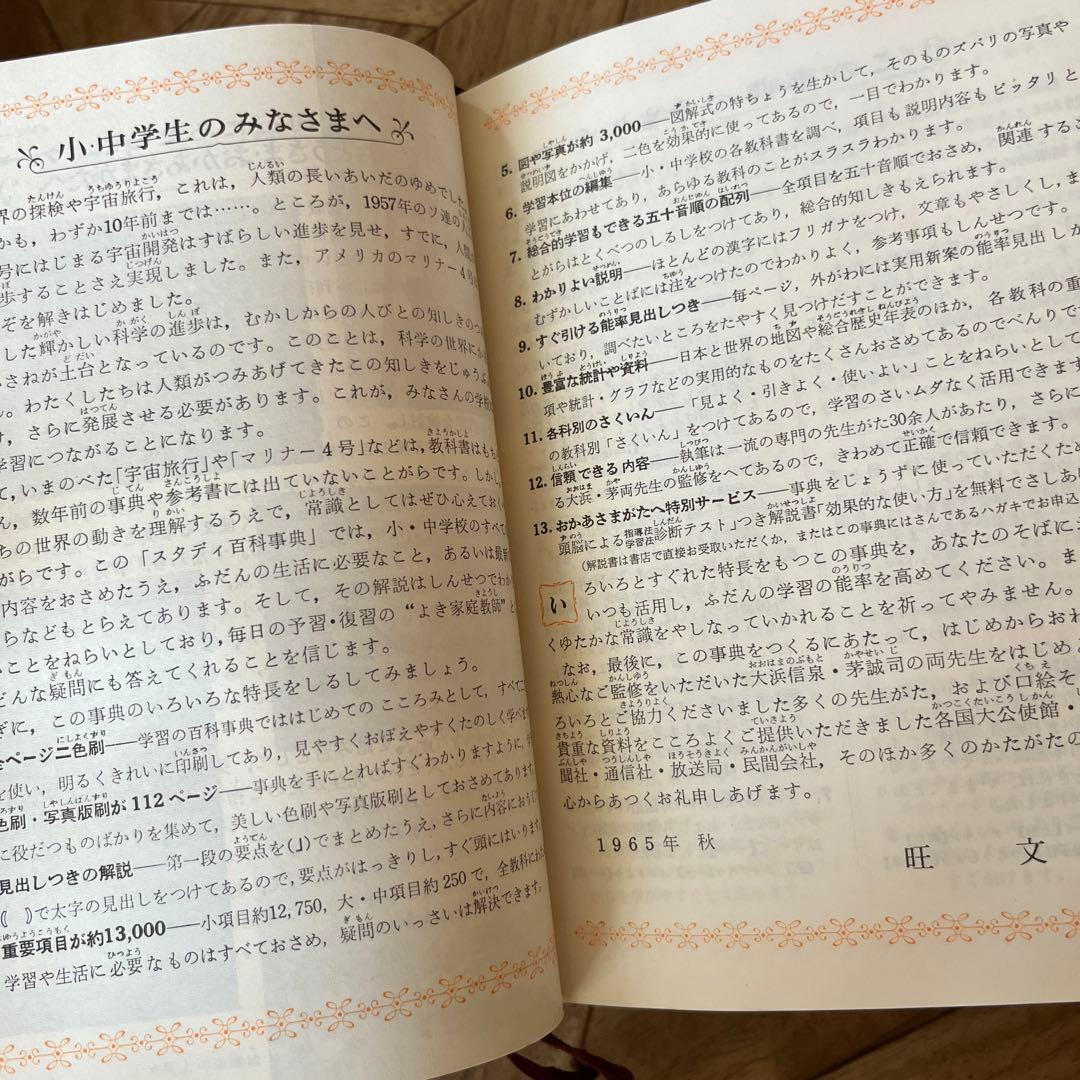 小・中学生のみなさまへ
界の探検や宇宙旅行，これは，人類の長いあいだのゆめでした
かも，わずか10年前までは……。ところが，1957年のソ連の人
号にはじまる宇宙開発はすばらしい進歩を見せ，すでに，人間
歩することさえ実現しました。また，アメリカのマリナー4号は
ぞを解きはじめました。
した輝かしい科学の進歩は，むかしからの人びとの知しきのつ
さねが土台となっているのです。このことは，科学の世界にか
。わたくしたちは人類がつみあげてきたこの知しきをじゅうぶ
け，さらに発展させる必要があります。これが，みなさんの学校
学習につながることになります。
て，いまのべた「宇宙旅行」や「マリナー4号」などは，教科書はもち
ん，数年前の事典や参考書には出ていないことがらです。しかし
ちの世界の動きを理解するうえで，常識としてはぜひ心えておく
がらです。この「スタディ百科事典」では，小・中学校のすべて
内容をおさめたうえ，ふだんの生活に必要なこと，あるいは最新
らなどもとらえてあります。そして，その解説はしんせつでわか
いことをねらいとしており，毎日の予習・復習の“よき家庭教師”と
どんな疑問にも答えてくれることを信じます。
ぎに，この事典のいろいろな特長をしるしてみましょう。
全ページ二色刷——学習の百科事典でははじめてのこころみとして，すべて二
を使い，明るくきれいに印刷してあり，見やすくおぼえやすくたのしく学べます
色刷・写真版刷が112ページ——事典を手にとればすぐわかりますように，学
に役だつものばかりを集めて，美しい色刷や写真版刷としておさめてあります
見出しつきの解説——第一段の要点を(｣)でまとめたうえ，さらに内容におうじ
(〘　〙)で太字の見出しをつけてあるので，要点がはっきりし，すぐ頭にはいります
重要項目が約13,000——小項目約12,750，大・中項目約250で，全教科にわた
学習や生活に必要なものはすべておさめ，疑問のいっさいは解決できます。
5. 図や写真が約3,000——図解式の特ちょうを生かして，そのものズバリの写真や
説明図をかかげ，二色を効果的に使ってあるので，一目でわかります。
6. 学習本位の編集——小・中学校の各教科書を調べ，項目も説明内容もピッタリと
学習にあわせてあり，あらゆる教科のことがスラスラわかります。
7. 総合的学習もできる五十音順の配列——全項目を五十音順でおさめ，関連するこ
とがらはとくべつのしるしをつけてあり，総合的知しきもえられます。
8. わかりよい説明——ほとんどの漢字にはフリガナをつけ，文章もやさしくし，ま
むずかしいことばには注をつけたのでわかりよく，参考事項もしんせつです。
9. すぐ引ける能率見出しつき——毎ページ，外がわには実用新案の能率見出しが
いており，調べたいところをたやすく見つけだすことができます。
10. 豊富な統計や資料——日本と世界の地図や総合歴史年表のほか，各教科の重
項や統計・グラフなどの実用的なものをたくさんおさめてあるのでべんりで
11. 各科別のさくいん——「見よく・引きよく・使いよい」ことをねらいとして
の教科別「さくいん」をつけてあるので，学習のさいムダなく活用できます
12. 信頼できる内容——執筆は一流の専門の先生がた30余人があたり，さらに
る大浜・茅両先生の監修をへてあるので，きわめて正確で信頼できます。
13. おかあさまがたへ特別サービス——事典をじょうずに使っていただくため
頭脳による指導法学習法診断テスト」つき解説書「効果的な使い方」を無料でさしあ
(解説書は書店で直接お受取いただくか，またはこの事典にはさんであるハガキでお申込
いろいろとすぐれた特長をもつこの事典を，あなたのそばに
いつも活用し，ふだんの学習の能率を高めてください。ま
くゆたかな常識をやしなっていかれることを祈ってやみません。
なお，最後に，この事典をつくるにあたって，はじめからおわ
熱心なご監修をいただいた大浜信泉・茅誠司の両先生をはじめ
ろいろとご協力くださいました多くの先生がた，および口絵そ
貴重な資料をこころよくご提供いただきました各国大公使館・
聞社・通信社・放送局・民間会社，そのほか多くのかたがたの
心からあつくお礼申しあげます。
1965年 秋
旺 文